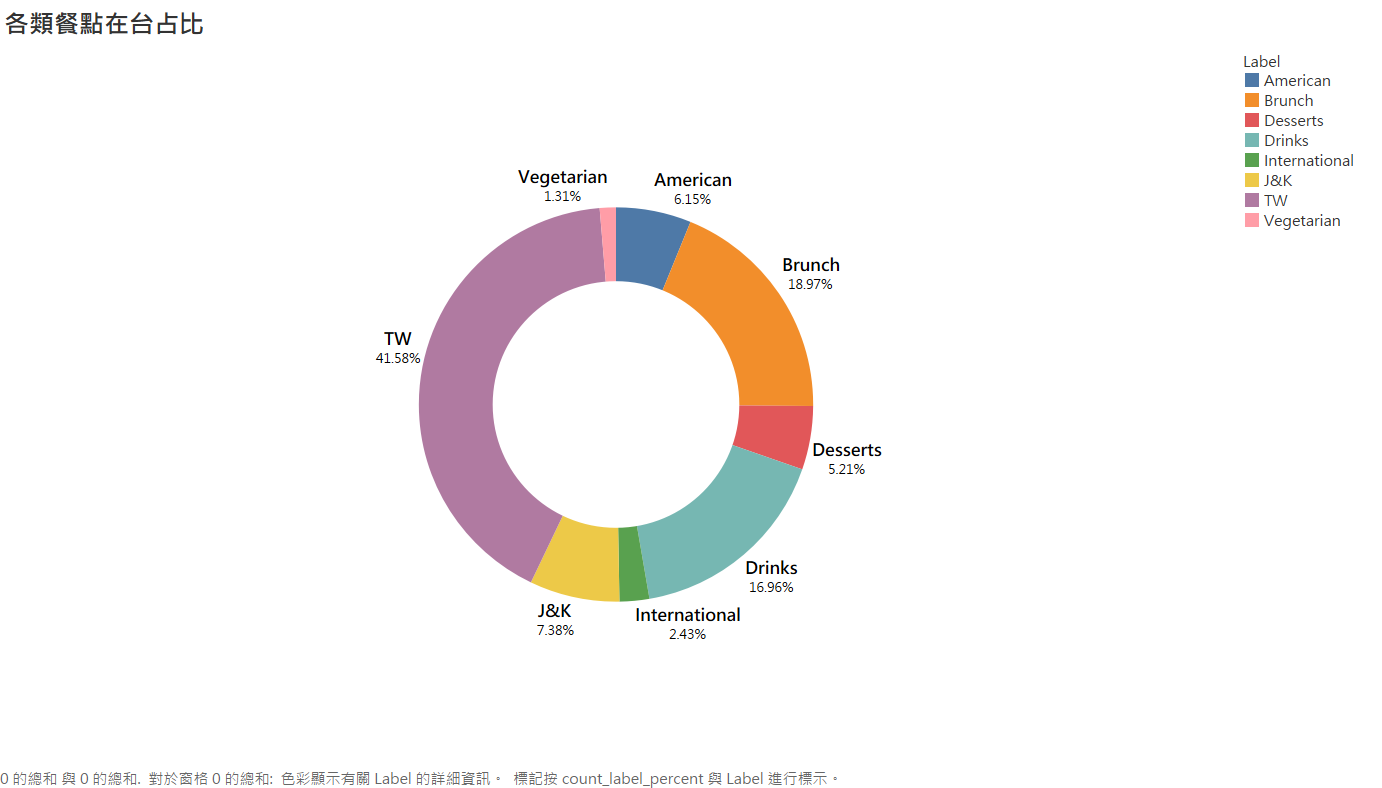 各類餐點在台占比
Label
American
Brunch
Desserts
Drinks
International
J&K
TW
Vegetarian
Vegetarian
1.31%
American
6.15%
Brunch
18.97%
TW
41.58%
Desserts
5.21%
Drinks
16.96%
J&K
7.38%
International
2.43%
0 的總和 與 0 的總和. 對於窗格 0 的總和: 色彩顯示有關 Label 的詳細資訊。 標記按 count_label_percent 與 Label 進行標示。